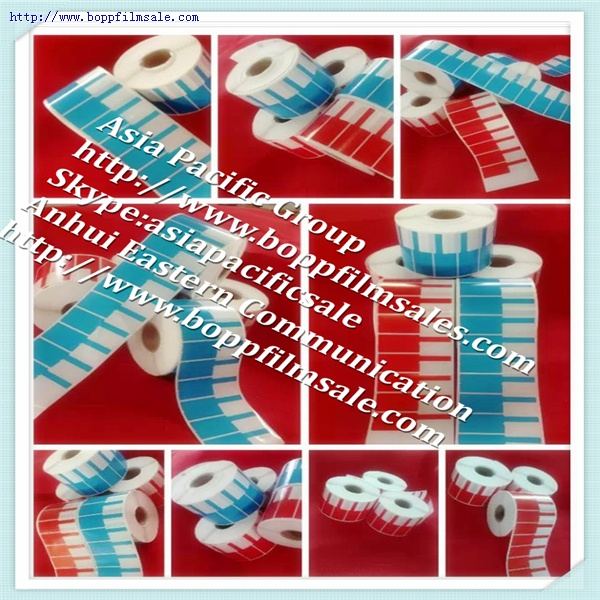 http://www.boppfilmsale.com
Asia Pacific Group
http://www.boppfilmsales.com
Skype:asiapacificsale
Anhui Eastern Communication
http://www.boppfilmsale.com